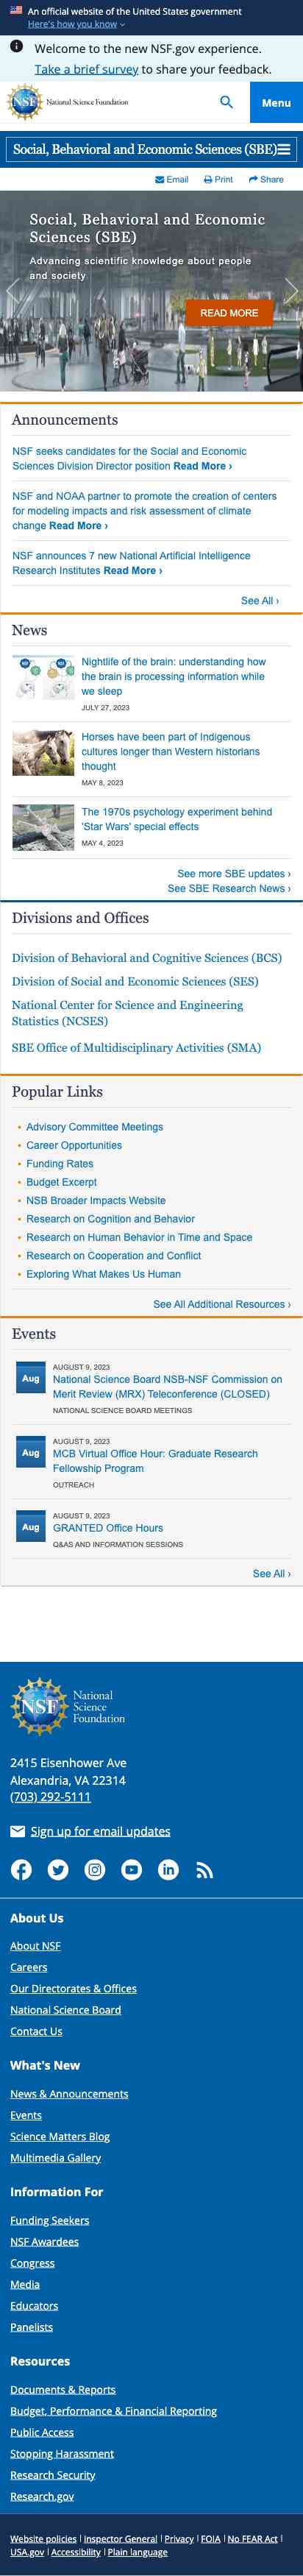 An official website of the United States government
Here's how you know
Welcome to the new NSF.gov experience.
Take a brief survey to share your feedback.
NSF National Science Foundation
Menu
Social, Behavioral and Economic Sciences (SBE)
Email Print Share
Social, Behavioral and Economic
Sciences (SBE)
Advancing scientific knowledge about people
and society
READ MORE
Announcements
NSF seeks candidates for the Social and Economic
Sciences Division Director position Read More ›
NSF and NOAA partner to promote the creation of centers
for modeling impacts and risk assessment of climate
change Read More ›
NSF announces 7 new National Artificial Intelligence
Research Institutes Read More ›
See All ›
News
Nightlife of the brain: understanding how
the brain is processing information while
we sleep
JULY 27, 2023
Horses have been part of Indigenous
cultures longer than Western historians
thought
MAY 8, 2023
The 1970s psychology experiment behind
'Star Wars' special effects
MAY 4, 2023
See more SBE updates ›
See SBE Research News ›
Divisions and Offices
Division of Behavioral and Cognitive Sciences (BCS)
Division of Social and Economic Sciences (SES)
National Center for Science and Engineering
Statistics (NCSES)
SBE Office of Multidisciplinary Activities (SMA)
Popular Links
• Advisory Committee Meetings
• Career Opportunities
• Funding Rates
• Budget Excerpt
• NSB Broader Impacts Website
• Research on Cognition and Behavior
• Research on Human Behavior in Time and Space
• Research on Cooperation and Conflict
• Exploring What Makes Us Human
See All Additional Resources ›
Events
AUGUST 9, 2023
Aug
National Science Board NSB-NSF Commission on
Merit Review (MRX) Teleconference (CLOSED)
NATIONAL SCIENCE BOARD MEETINGS
AUGUST 9, 2023
Aug
MCB Virtual Office Hour: Graduate Research
Fellowship Program
OUTREACH
AUGUST 9, 2023
Aug
GRANTED Office Hours
Q&AS AND INFORMATION SESSIONS
See All ›
NSF
National
Science
Foundation
2415 Eisenhower Ave
Alexandria, VA 22314
(703) 292-5111
Sign up for email updates
About Us
About NSF
Careers
Our Directorates & Offices
National Science Board
Contact Us
What's New
News & Announcements
Events
Science Matters Blog
Multimedia Gallery
Information For
Funding Seekers
NSF Awardees
Congress
Media
Educators
Panelists
Resources
Documents & Reports
Budget, Performance & Financial Reporting
Public Access
Stopping Harassment
Research Security
Research.gov
Website policies | Inspector General | Privacy | FOIA | No FEAR Act |
USA.gov | Accessibility | Plain language